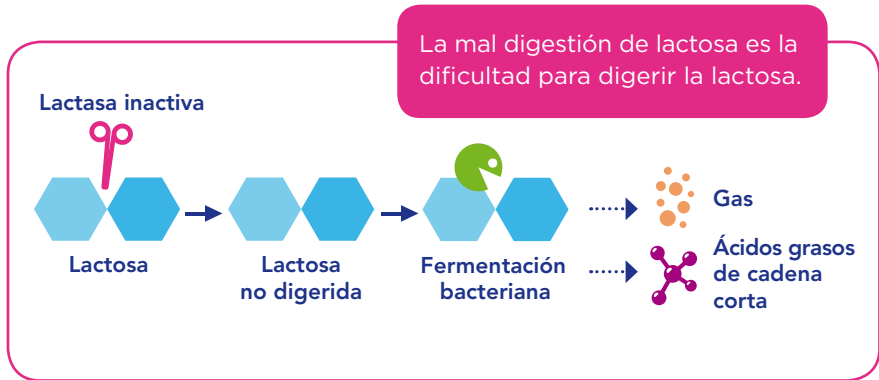 La mal digestión de lactosa es la
dificultad para digerir la lactosa.
Lactasa inactiva
Lactosa
Lactosa
no digerida
Fermentación
bacteriana
Gas
Ácidos grasos
de cadena
corta